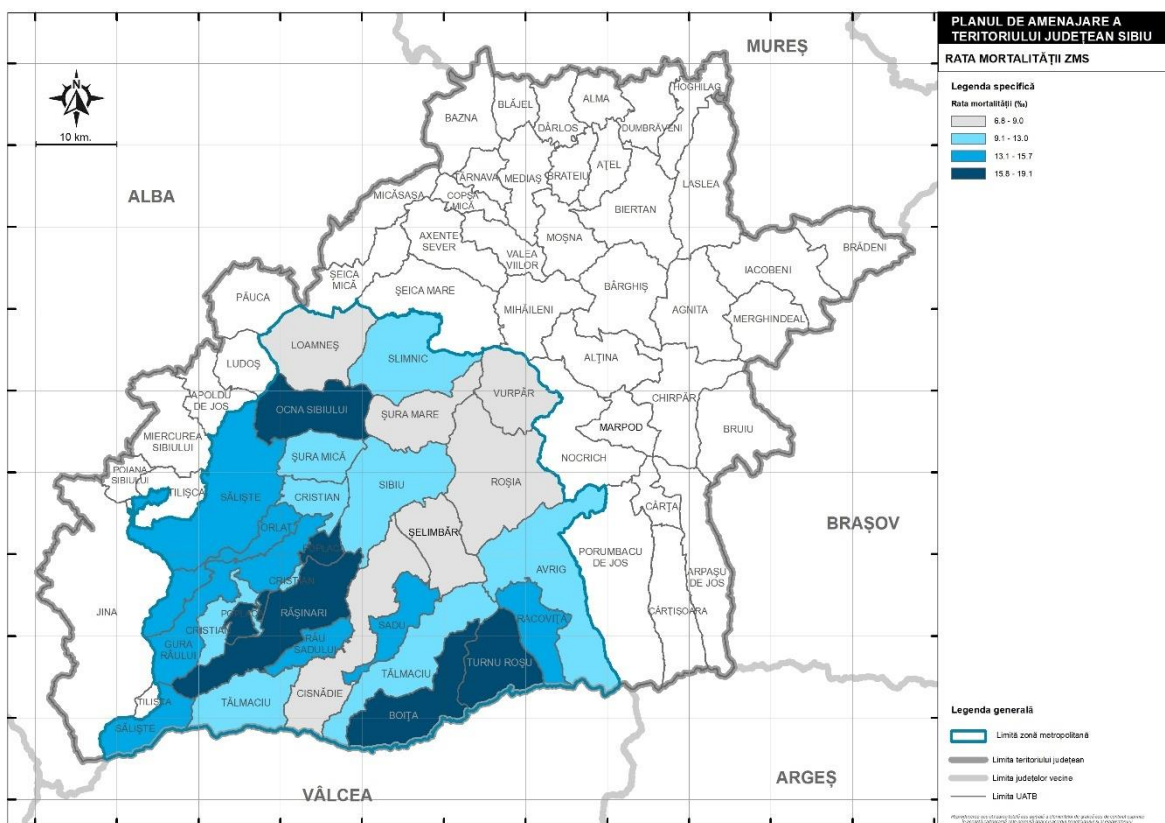 PLANUL DE AMENAJARE A
TERITORIULUI JUDEȚEAN SIBIU
RATA MORTALITĂȚII ZMS
Legenda specifică
Rata mortalității (‰)
6.8 - 9.0
9.1 - 13.0
13.1 - 15.7
15.8 - 19.1
N
10 km.
MUREȘ
ALBA
BRAȘOV
ARGEȘ
VÂLCEA
HOGHILAG
ALMA
BLĂJEL
BAZNA
DÂRLOS
DUMBRĂVENI
AȚEL
TÂRNAVA
MEDIAȘ
BRATEIU
LASLEA
MICĂSASA
COPȘA
MICĂ
BIERTAN
AXENTE
SEVER
MOȘNA
VALEA
VIILOR
BRĂDENI
IACOBENI
ȘEICA
MICĂ
ȘEICA MARE
BÂRGHIȘ
PĂUCA
MIHĂILENI
AGNITA
MERGHINDEAL
LOAMNEȘ
SLIMNIC
ALȚINA
LUDOȘ
APOLDU
DE JOS
VURPĂR
CHIRPĂR
OCNA SIBIULUI
ȘURA MARE
MARPOD
BRUIU
MIERCUREA
SIBIULUI
ȘURA MICĂ
NOCRICH
POIANA
SIBIULUI
SIBIU
ROȘIA
TILIȘCA
SĂLIȘTE
CRISTIAN
CÂRȚA
ORLAT
ȘELIMBĂR
POPLACA
PORUMBACU
DE JOS
AVRIG
ARPAȘU
DE JOS
CRISTIAN
JINA
RĂȘINARI
CÂRȚIȘOARA
RACOVIȚA
SADU
CRISTIAN
RÂU
SADULUI
GURA
RÂULUI
TURNU ROȘU
TĂLMACIU
CISNĂDIE
TILIȘCA
TĂLMACIU
BOIȚA
SĂLIȘTE
Legenda generală
Limită zonă metropolitană
Limita teritoriului județean
Limita județelor vecine
Limita UATB